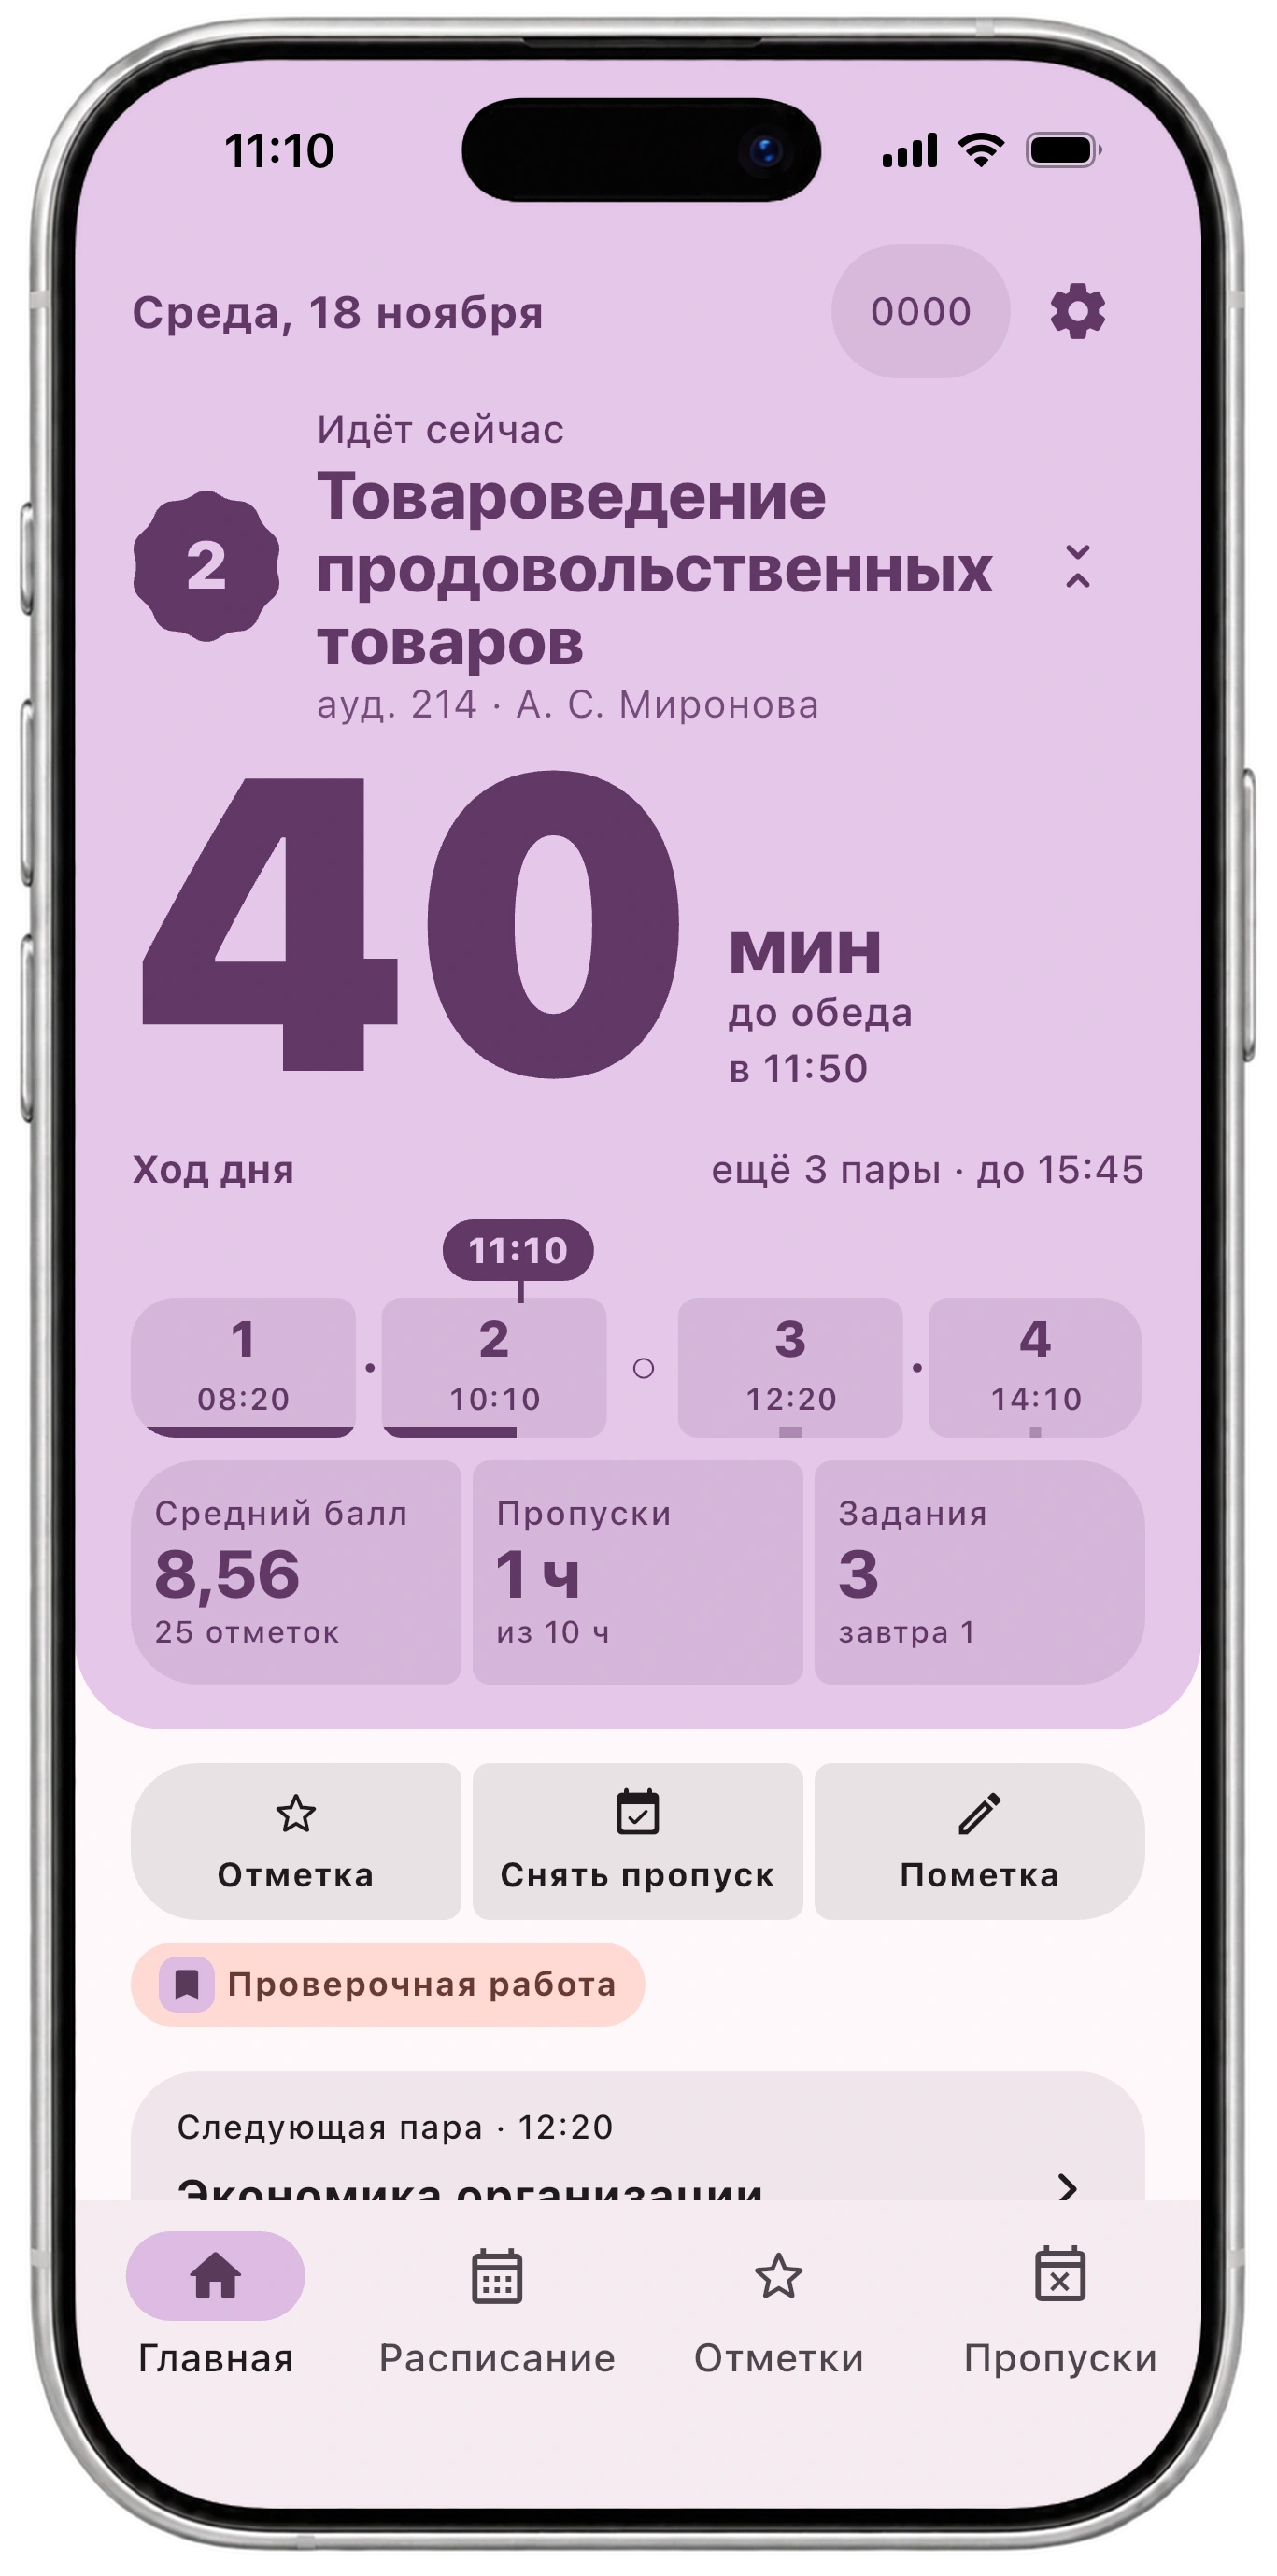 11:10
Среда, 18 ноября
0000
Идёт сейчас
2
Товароведение
продовольственных
товаров
ауд. 214 · А. С. Миронова
40
мин
до обеда
в 11:50
Ход дня
ещё 3 пары · до 15:45
11:10
1
08:20
2
10:10
3
12:20
4
14:10
Средний балл
8,56
25 отметок
Пропуски
1 ч
из 10 ч
Задания
3
завтра 1
Отметка
Снять пропуск
Пометка
Проверочная работа
Следующая пара · 12:20
Экономика организации
Главная
Расписание
Отметки
Пропуски